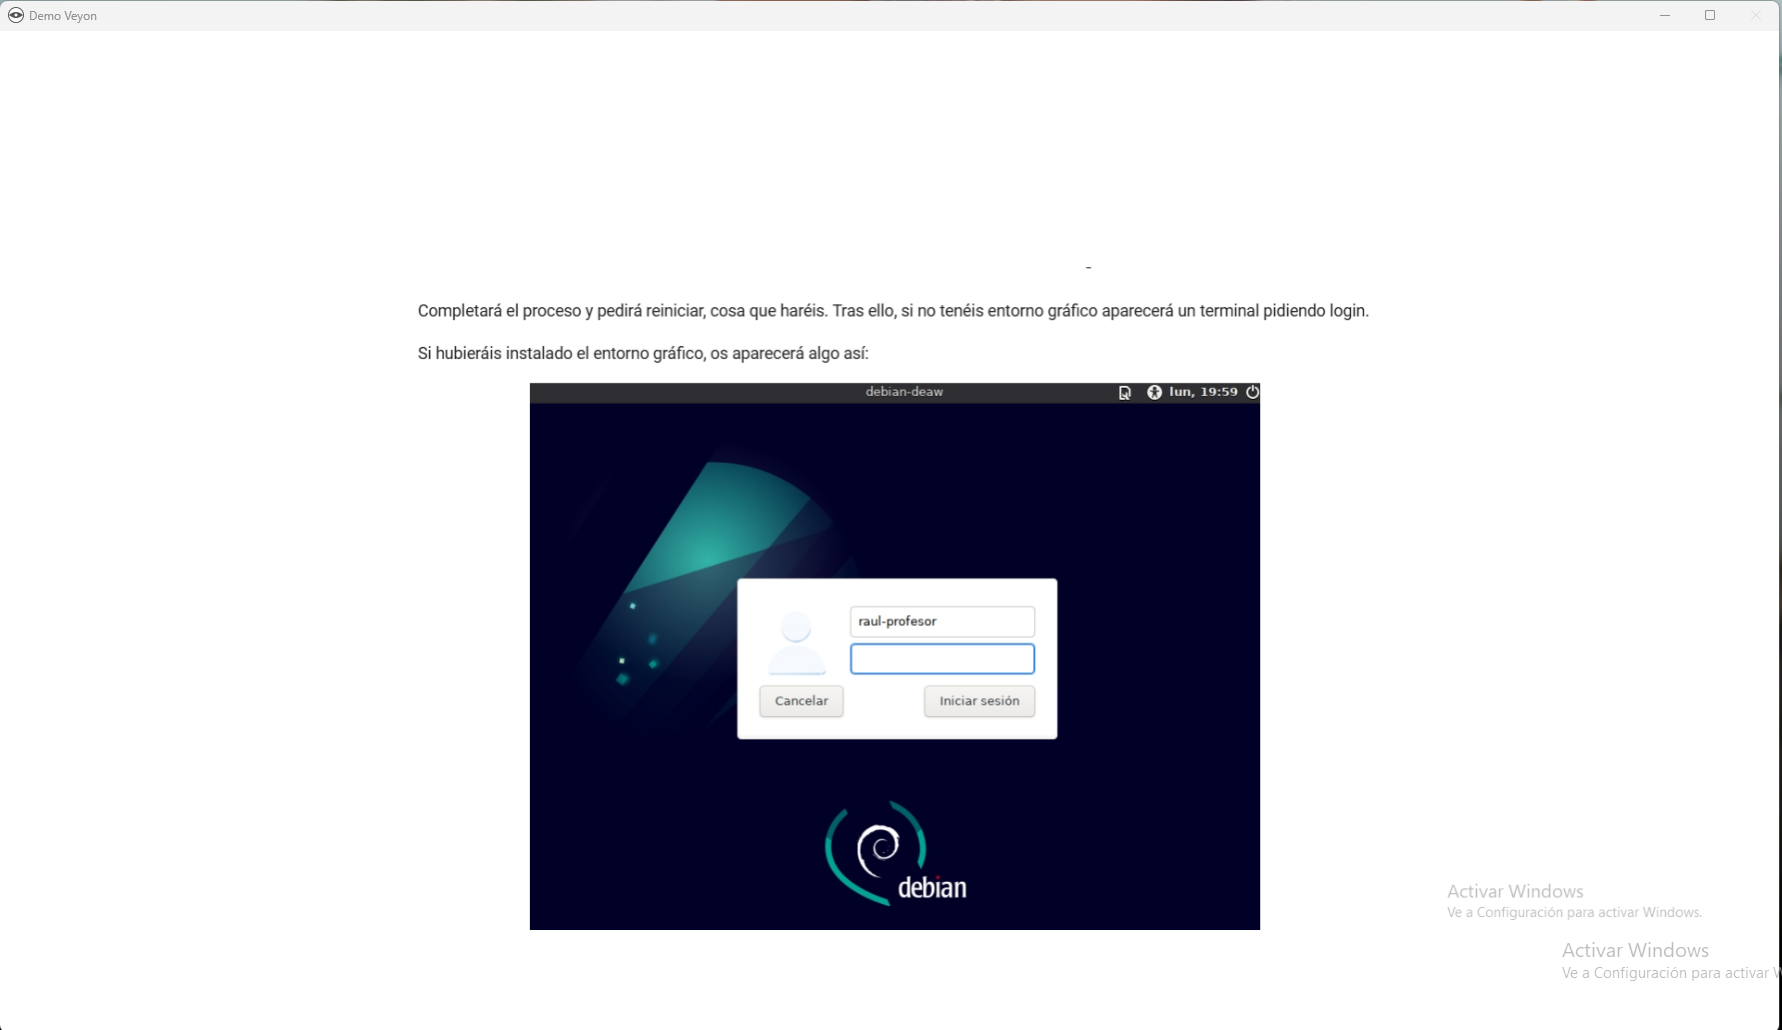 Demo Veyon
-
Completará el proceso y pedirá reiniciar, cosa que haréis. Tras ello, si no tenéis entorno gráfico aparecerá un terminal pidiendo login.
Si hubieráis instalado el entorno gráfico, os aparecerá algo así:
debian-deaw
lun, 19:59
raul-profesor
Cancelar
Iniciar sesión
debian
Activar Windows
Ve a Configuración para activar Windows.
Activar Windows
Ve a Configuración para activar